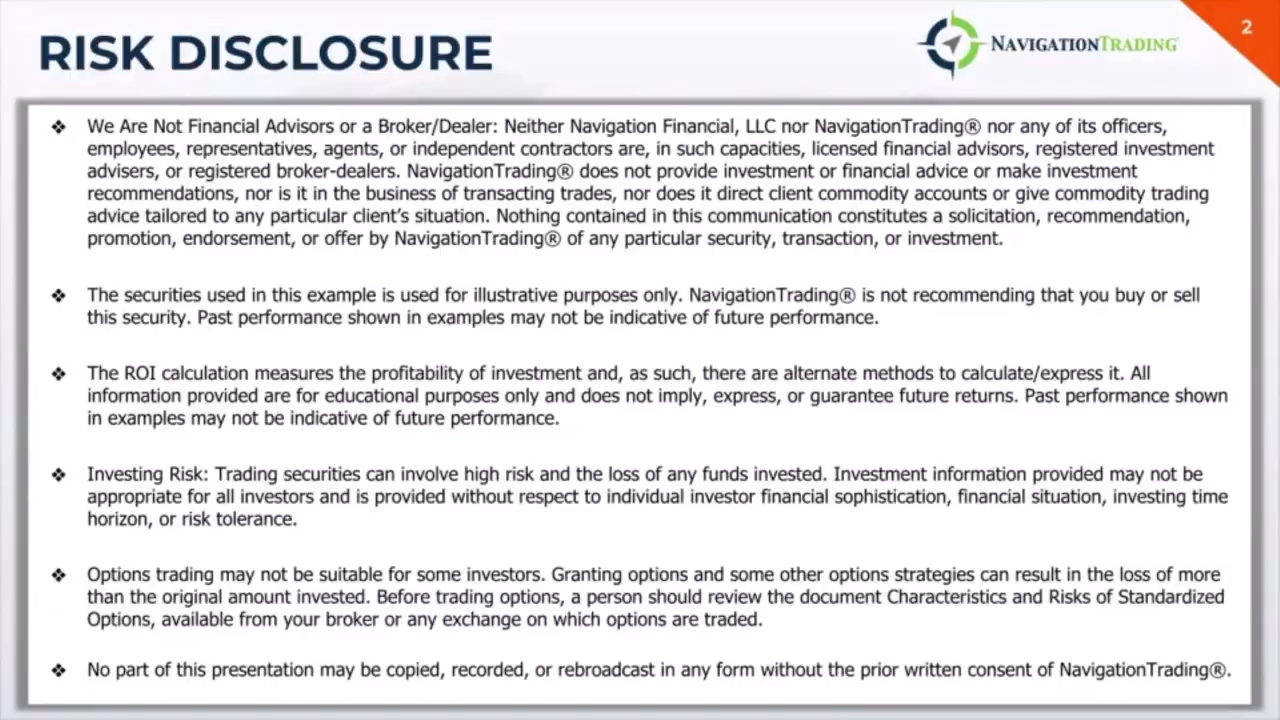 RISK DISCLOSURE
NAVIGATIONTRADING®
2
❖ We Are Not Financial Advisors or a Broker/Dealer: Neither Navigation Financial, LLC nor NavigationTrading® nor any of its officers,
employees, representatives, agents, or independent contractors are, in such capacities, licensed financial advisors, registered investment
advisers, or registered broker-dealers. NavigationTrading® does not provide investment or financial advice or make investment
recommendations, nor is it in the business of transacting trades, nor does it direct client commodity accounts or give commodity trading
advice tailored to any particular client's situation. Nothing contained in this communication constitutes a solicitation, recommendation,
promotion, endorsement, or offer by NavigationTrading® of any particular security, transaction, or investment.
❖ The securities used in this example is used for illustrative purposes only. NavigationTrading® is not recommending that you buy or sell
this security. Past performance shown in examples may not be indicative of future performance.
❖ The ROI calculation measures the profitability of investment and, as such, there are alternate methods to calculate/express it. All
information provided are for educational purposes only and does not imply, express, or guarantee future returns. Past performance shown
in examples may not be indicative of future performance.
❖ Investing Risk: Trading securities can involve high risk and the loss of any funds invested. Investment information provided may not be
appropriate for all investors and is provided without respect to individual investor financial sophistication, financial situation, investing time
horizon, or risk tolerance.
❖ Options trading may not be suitable for some investors. Granting options and some other options strategies can result in the loss of more
than the original amount invested. Before trading options, a person should review the document Characteristics and Risks of Standardized
Options, available from your broker or any exchange on which options are traded.
❖ No part of this presentation may be copied, recorded, or rebroadcast in any form without the prior written consent of NavigationTrading®.